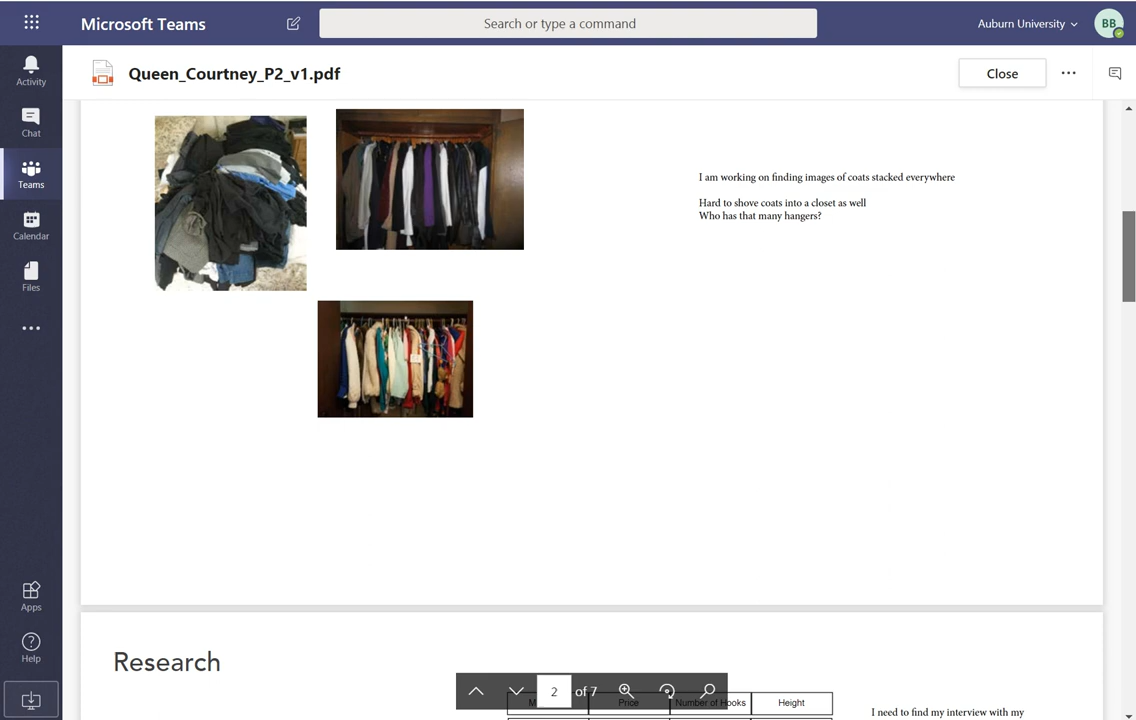 Microsoft Teams
Search or type a command
Auburn University
BB
Activity
Chat
Teams
Calendar
Files
Apps
Help
Queen_Courtney_P2_v1.pdf
Close
I am working on finding images of coats stacked everywhere
Hard to shove coats into a closet as well
Who has that many hangers?
Research
2 of 7
Price
Number of Hooks
Height
I need to find my interview with my